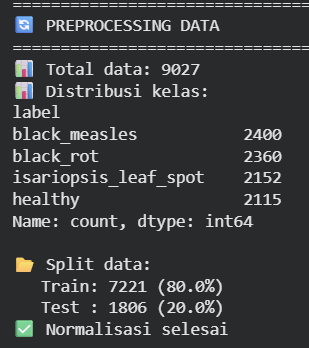 ==============================
🔄 PREPROCESSING DATA
==============================
📊 Total data: 9027
📊 Distribusi kelas:
label
black_measles          2400
black_rot              2360
isariopsis_leaf_spot   2152
healthy                2115
Name: count, dtype: int64

📂 Split data:
   Train: 7221 (80.0%)
   Test : 1806 (20.0%)
✅ Normalisasi selesai